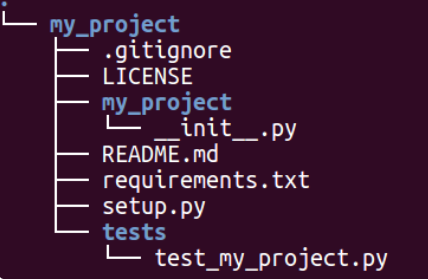 .
└── my_project
    ├── .gitignore
    ├── LICENSE
    ├── my_project
    │   └── __init__.py
    ├── README.md
    ├── requirements.txt
    ├── setup.py
    └── tests
        └── test_my_project.py